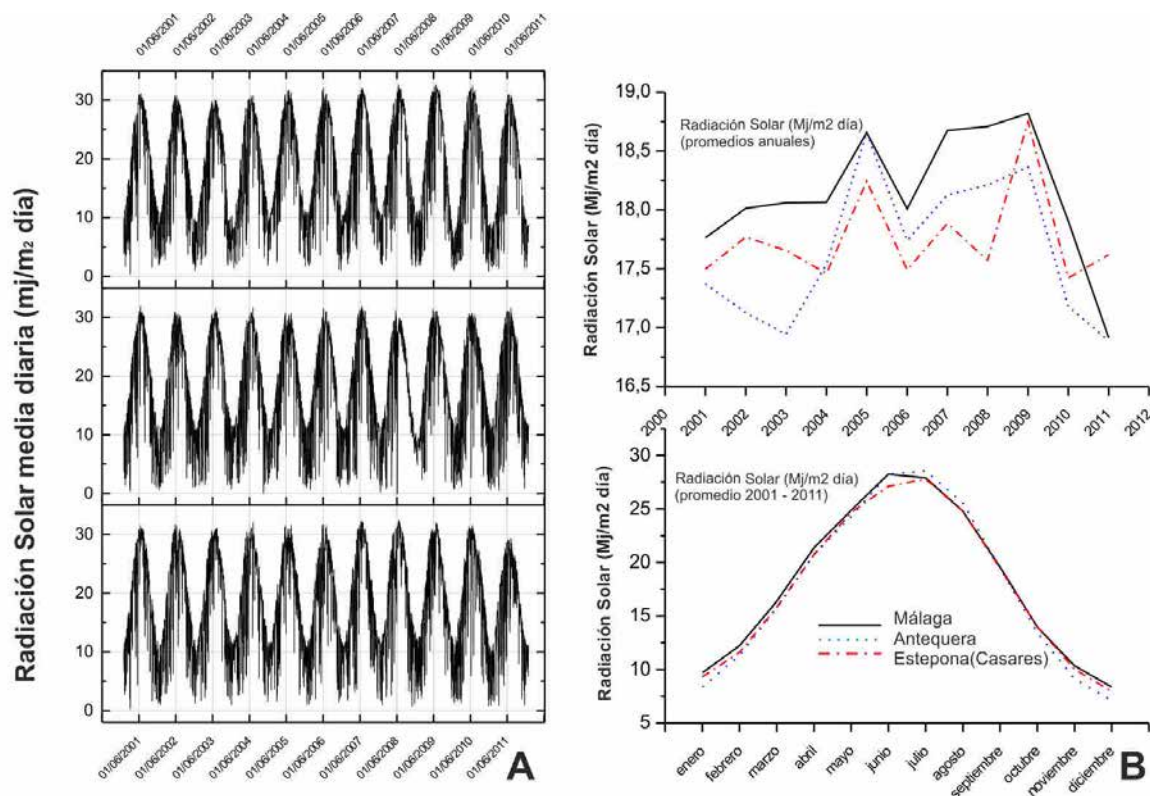 01/06/2001
01/06/2002
01/06/2003
01/06/2004
01/06/2005
01/06/2006
01/06/2007
01/06/2008
01/06/2009
01/06/2010
01/06/2011
Radiación Solar media diaria (mj/m2 día)
30
20
10
0
30
20
10
0
30
20
10
0
01/06/2001
01/06/2002
01/06/2003
01/06/2004
01/06/2005
01/06/2006
01/06/2007
01/06/2008
01/06/2009
01/06/2010
01/06/2011
A
Radiación Solar (Mj/m2 día)
19,0
18,5
18,0
17,5
17,0
16,5
Radiación Solar (Mj/m2 día)
(promedios anuales)
2000
2001
2002
2003
2004
2005
2006
2007
2008
2009
2010
2011
2012
Radiación Solar (Mj/m2 día)
30
25
20
15
10
5
Radiación Solar (Mj/m2 día)
(promedio 2001 - 2011)
Málaga
Antequera
Estepona(Casares)
enero
febrero
marzo
abril
mayo
junio
julio
agosto
septiembre
octubre
noviembre
diciembre
B